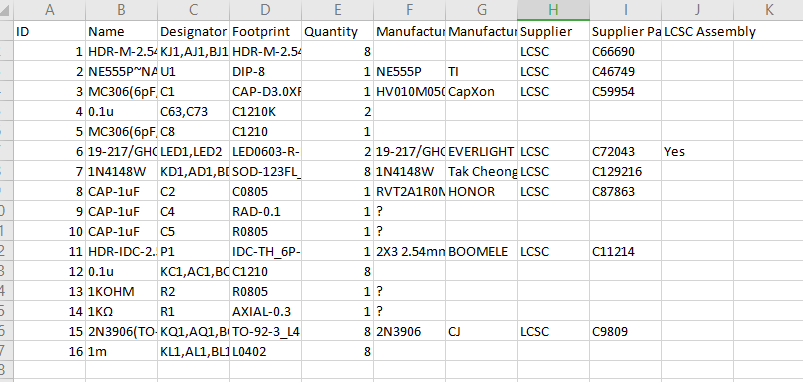 A B C D E F G H I J K
ID Name Designator Footprint Quantity Manufactur Manufactur Supplier Supplier Pa LCSC Assembly
1 HDR-M-2.54 KJ1,AJ1,BJ1 HDR-M-2.54 8 LCSC C66690
2 NE555P~NA U1 DIP-8 1 NE555P TI LCSC C46749
3 MC306(6pF, C1 CAP-D3.0XF 1 HV010M050 CapXon LCSC C59954
4 0.1u C63,C73 C1210K 2
5 MC306(6pF, C8 C1210 1
6 19-217/GHC LED1,LED2 LED0603-R- 2 19-217/GHC EVERLIGHT LCSC C72043 Yes
7 1N4148W KD1,AD1,BD SOD-123FL_ 8 1N4148W Tak Cheong LCSC C129216
8 CAP-1uF C2 C0805 1 RVT2A1R0M HONOR LCSC C87863
9 CAP-1uF C4 RAD-0.1 1 ?
10 CAP-1uF C5 R0805 1 ?
11 HDR-IDC-2. P1 IDC-TH_6P- 1 2X3 2.54mm BOOMELE LCSC C11214
12 0.1u KC1,AC1,BC C1210 8
13 1KOHM R2 R0805 1 ?
14 1KΩ R1 AXIAL-0.3 1 ?
15 2N3906(TO- KQ1,AQ1,BQ TO-92-3_L4 8 2N3906 CJ LCSC C9809
16 1m KL1,AL1,BL1 L0402 8